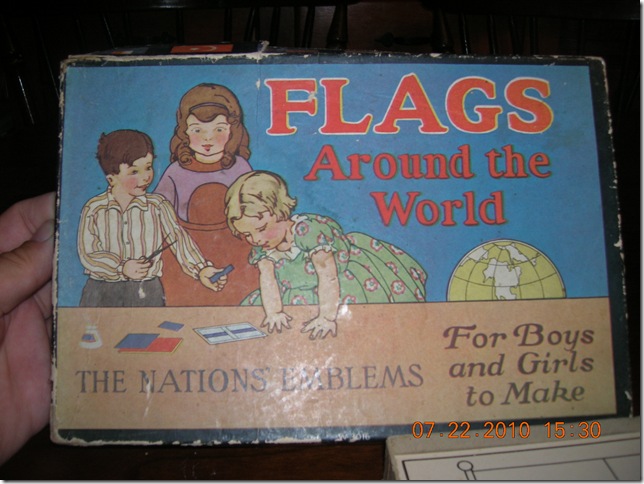 FLAGS
Around the
World
THE NATIONS' EMBLEMS
For Boys
and Girls
to Make
07.22.2010 15:30